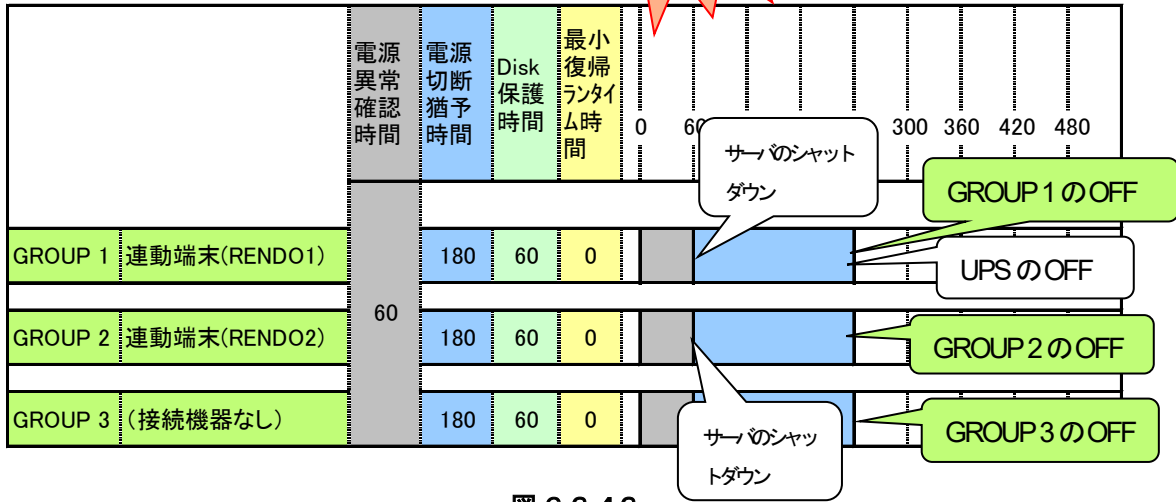 電源
異常
確認
時間
電源
切断
猶予
時間
Disk
保護
時間
最小
復帰
ﾗﾝﾀｲ
ﾑ時
間
0 60 300 360 420 480
サーバのシャット
ダウン
GROUP 1 のOFF
GROUP 1 連動端末(RENDO1) 180 60 0
UPS のOFF
60
GROUP 2 連動端末(RENDO2) 180 60 0
GROUP 2 のOFF
GROUP 3 （接続機器なし） 180 60 0
GROUP 3 のOFF
サーバのシャッ
トダウン